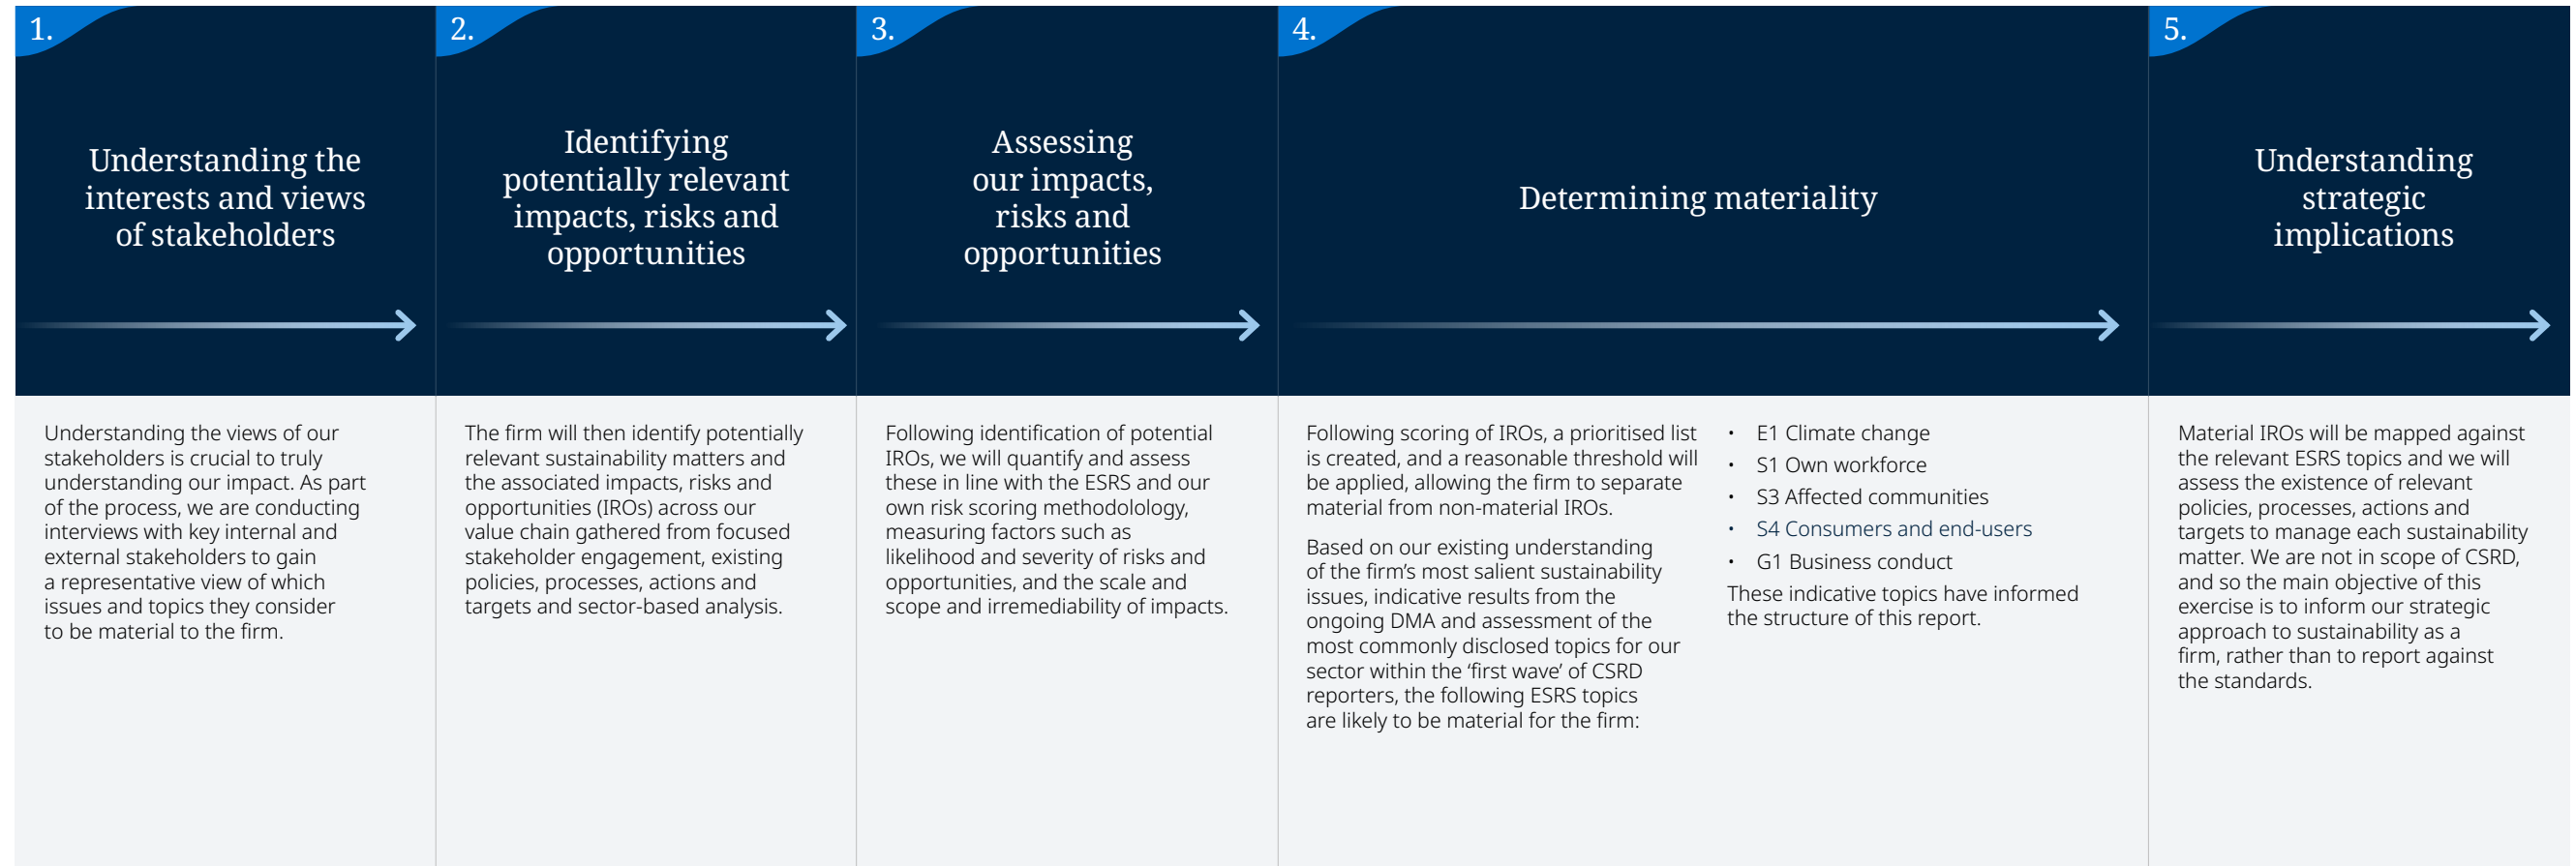 1.
Understanding the
interests and views
of stakeholders
Understanding the views of our
stakeholders is crucial to truly
understanding our impact. As part
of the process, we are conducting
interviews with key internal and
external stakeholders to gain
a representative view of which
issues and topics they consider
to be material to the firm.
2.
Identifying
potentially relevant
impacts, risks and
opportunities
The firm will then identify potentially
relevant sustainability matters and
the associated impacts, risks and
opportunities (IROs) across our
value chain gathered from focused
stakeholder engagement, existing
policies, processes, actions and
targets and sector-based analysis.
3.
Assessing
our impacts,
risks and
opportunities
Following identification of potential
IROs, we will quantify and assess
these in line with the ESRS and our
own risk scoring methodolology,
measuring factors such as
likelihood and severity of risks and
opportunities, and the scale and
scope and irremediability of impacts.
4.
Determining materiality
Following scoring of IROs, a prioritised list
is created, and a reasonable threshold will
be applied, allowing the firm to separate
material from non-material IROs.
Based on our existing understanding
of the firm’s most salient sustainability
issues, indicative results from the
ongoing DMA and assessment of the
most commonly disclosed topics for our
sector within the ‘first wave’ of CSRD
reporters, the following ESRS topics
are likely to be material for the firm:
• E1 Climate change
• S1 Own workforce
• S3 Affected communities
• S4 Consumers and end-users
• G1 Business conduct
These indicative topics have informed
the structure of this report.
5.
Understanding
strategic
implications
Material IROs will be mapped against
the relevant ESRS topics and we will
assess the existence of relevant
policies, processes, actions and
targets to manage each sustainability
matter. We are not in scope of CSRD,
and so the main objective of this
exercise is to inform our strategic
approach to sustainability as a
firm, rather than to report against
the standards.